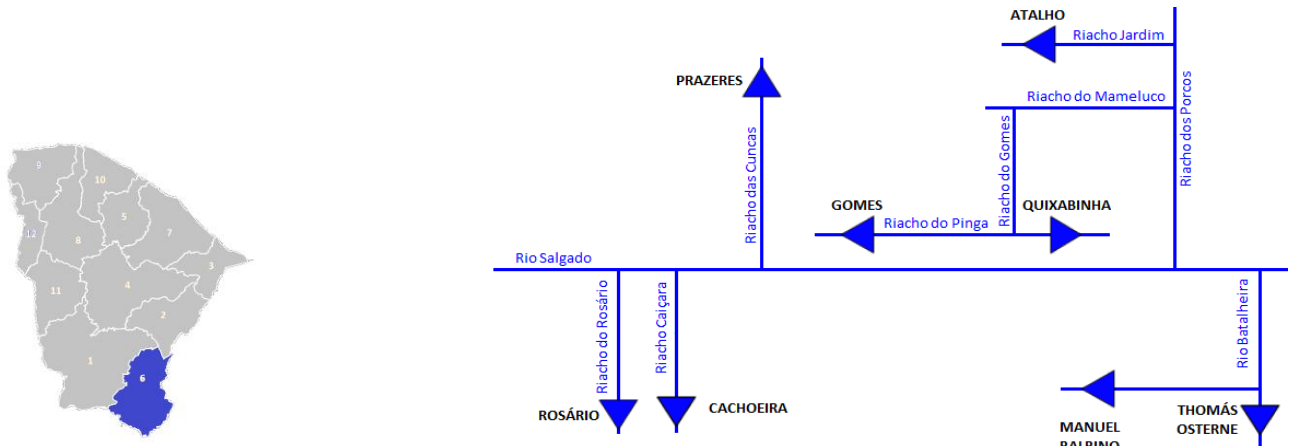 9
10
5
12
8
7
3
11
4
2
1
6
ATALHO
Riacho Jardim
PRAZERES
Riacho do Mameluco
Riacho dos Porcos
Riacho das Cuncas
Riacho do Gomes
GOMES
QUIXABINHA
Riacho do Pinga
Rio Salgado
Riacho do Rosário
Riacho Caiçara
Rio Batalheira
ROSÁRIO
CACHOEIRA
MANUEL
THOMÁS
OSTERNE